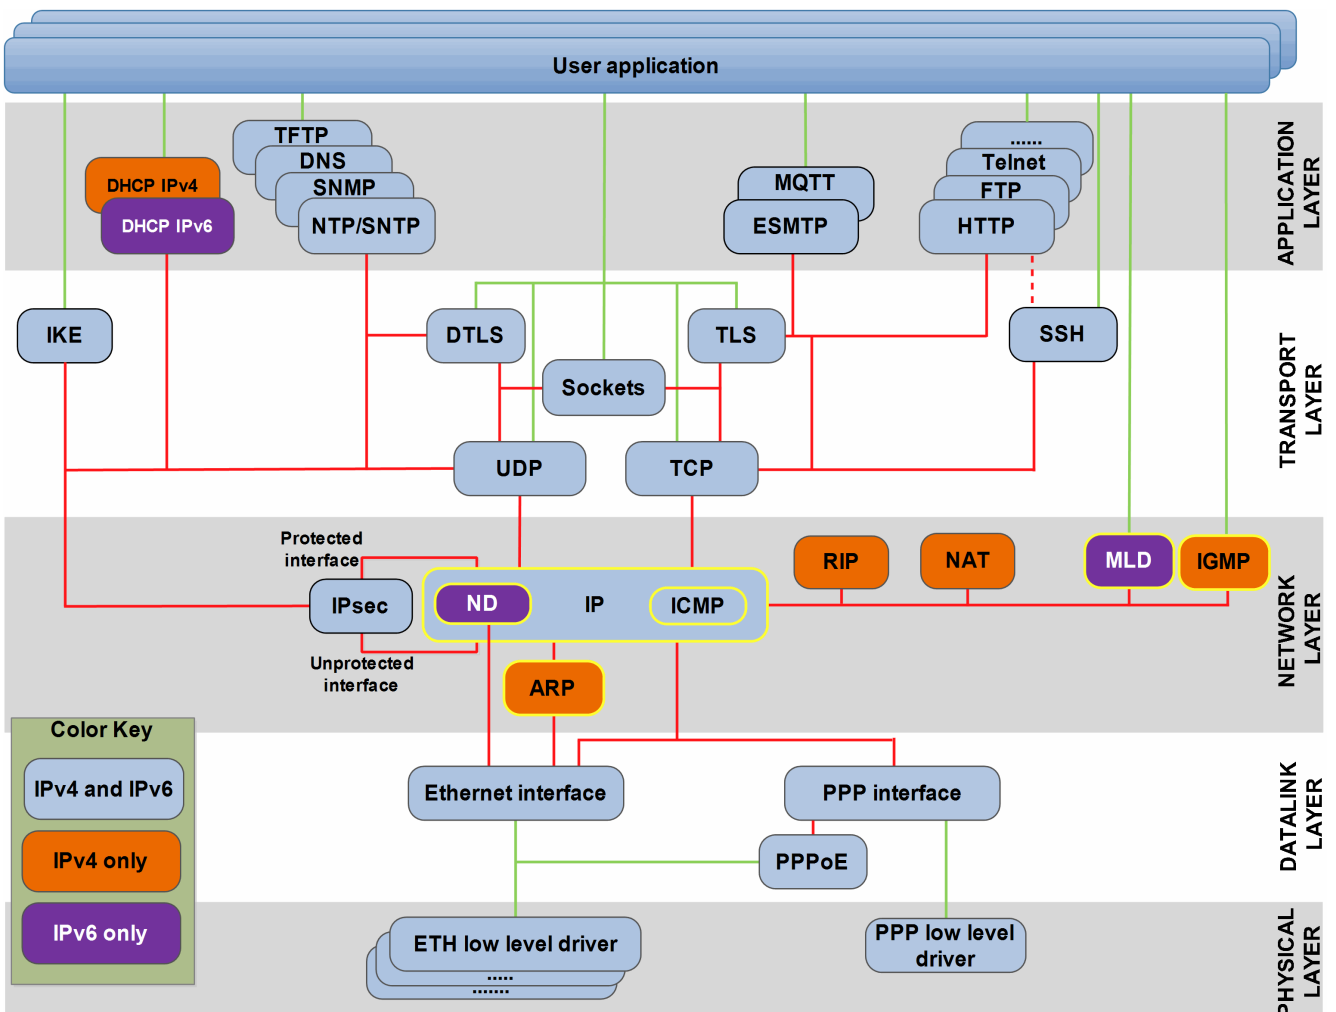 User application
TFTP
DNS
SNMP
NTP/SNTP
DHCP IPv4
DHCP IPv6
MQTT
ESMTP
......
Telnet
FTP
HTTP
APPLICATION
LAYER
IKE
DTLS
TLS
Sockets
SSH
UDP
TCP
TRANSPORT
LAYER
Protected
interface
IPsec
Unprotected
interface
ND
IP
ICMP
ARP
RIP
NAT
MLD
IGMP
NETWORK
LAYER
Color Key
IPv4 and IPv6
IPv4 only
IPv6 only
Ethernet interface
PPP interface
PPPoE
DATALINK
LAYER
ETH low level driver
.....
.......
PPP low level
driver
PHYSICAL
LAYER